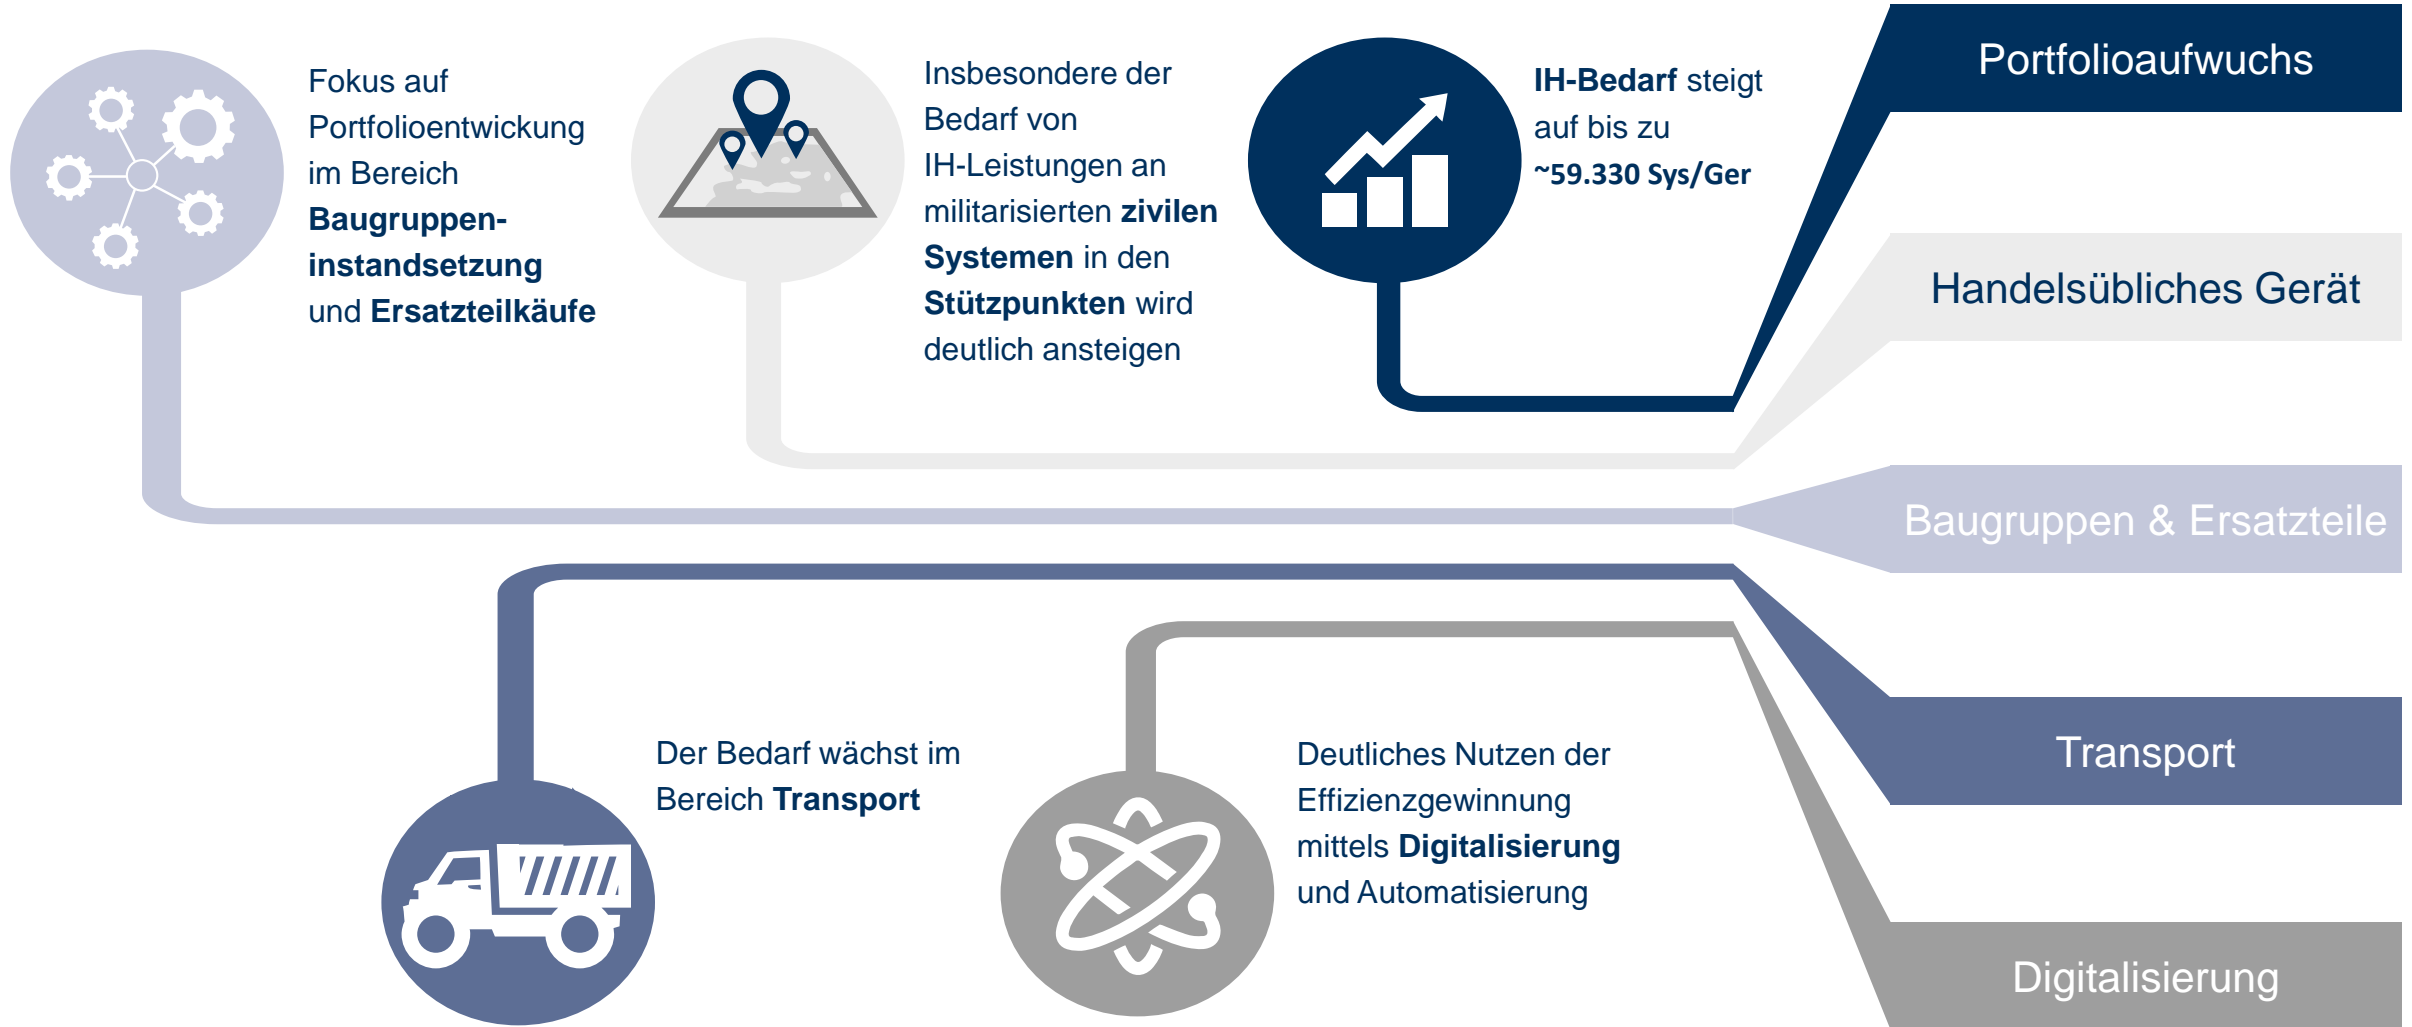 Fokus auf
Portfolioentwickung
im Bereich
Baugruppen-
instandsetzung
und Ersatzteilkäufe
Insbesondere der
Bedarf von
IH-Leistungen an
militarisierten zivilen
Systemen in den
Stützpunkten wird
deutlich ansteigen
IH-Bedarf steigt
auf bis zu
~59.330 Sys/Ger
Portfolioaufwuchs
Handelsübliches Gerät
Baugruppen & Ersatzteile
Transport
Digitalisierung
Der Bedarf wächst im
Bereich Transport
Deutliches Nutzen der
Effizienzgewinnung
mittels Digitalisierung
und Automatisierung